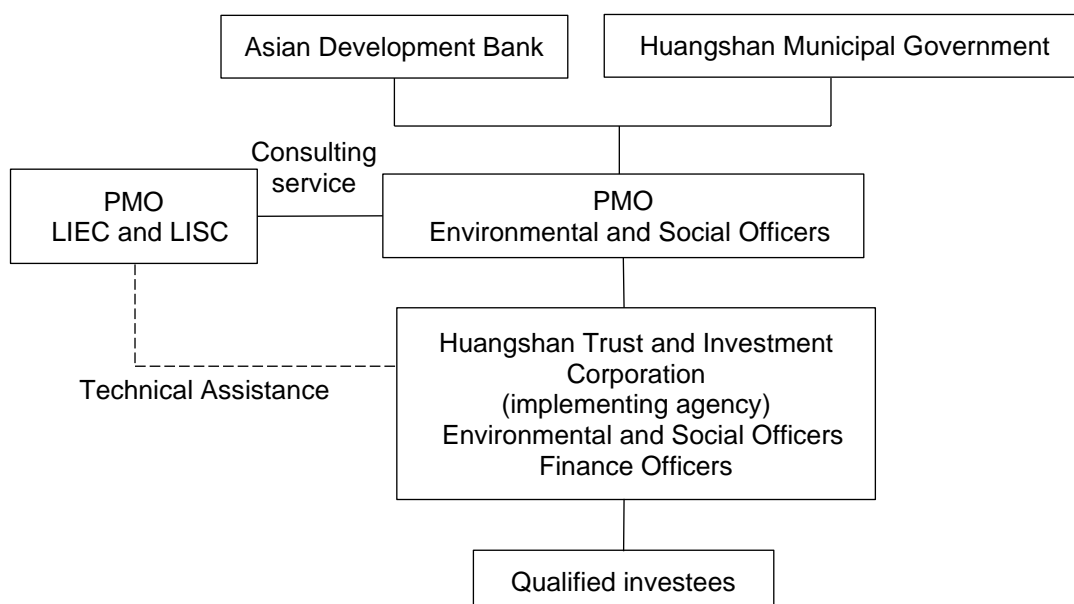 Asian Development Bank
Huangshan Municipal Government
Consulting
service
PMO
LIEC and LISC
PMO
Environmental and Social Officers
Huangshan Trust and Investment
Corporation
(implementing agency)
Environmental and Social Officers
Finance Officers
Technical Assistance
Qualified investees